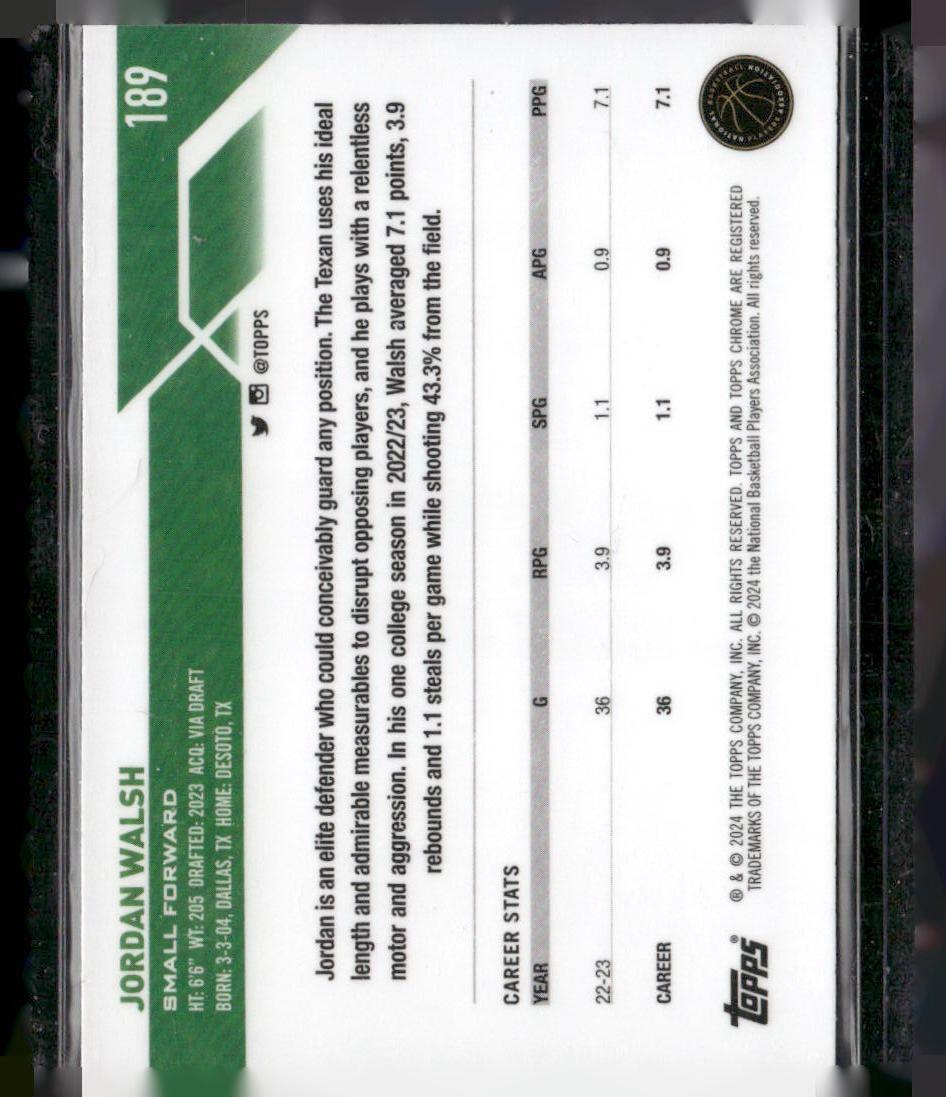 189
JORDAN WALSH
SMALL FORWARD
HT: 6'6" WT: 205 DRAFTED: 2023 ACQ: VIA DRAFT
BORN: 3-3-04, DALLAS, TX HOME: DESOTO, TX
@TOPPS
Jordan is an elite defender who could conceivably guard any position. The Texan uses his ideal
length and admirable measurables to disrupt opposing players, and he plays with a relentless
motor and aggression. In his one college season in 2022/23, Walsh averaged 7.1 points, 3.9
rebounds and 1.1 steals per game while shooting 43.3% from the field.
CAREER STATS
YEAR G RPG SPG APG PPG
22-23 36 3.9 1.1 0.9 7.1
CAREER 36 3.9 1.1 0.9 7.1
topps®
® & © 2024 THE TOPPS COMPANY, INC. ALL RIGHTS RESERVED. TOPPS AND TOPPS CHROME ARE REGISTERED
TRADEMARKS OF THE TOPPS COMPANY, INC. © 2024 the National Basketball Players Association. All rights reserved.
NATIONAL BASKETBALL PLAYERS ASSOCIATION